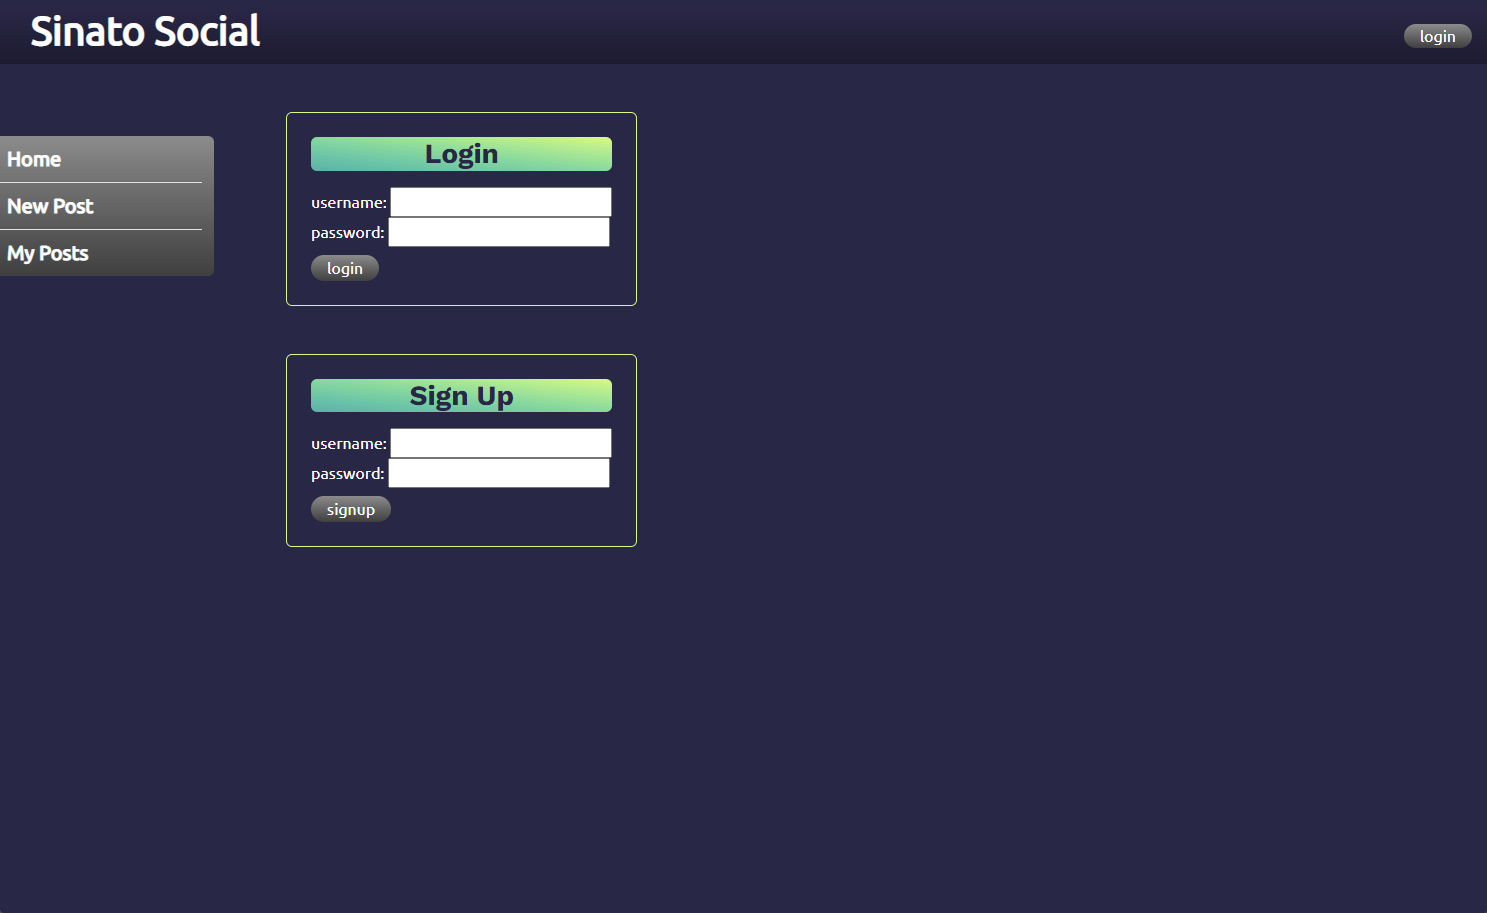 Sinato Social
login
Home
New Post
My Posts
Login
username:
password:
login
Sign Up
username:
password:
signup